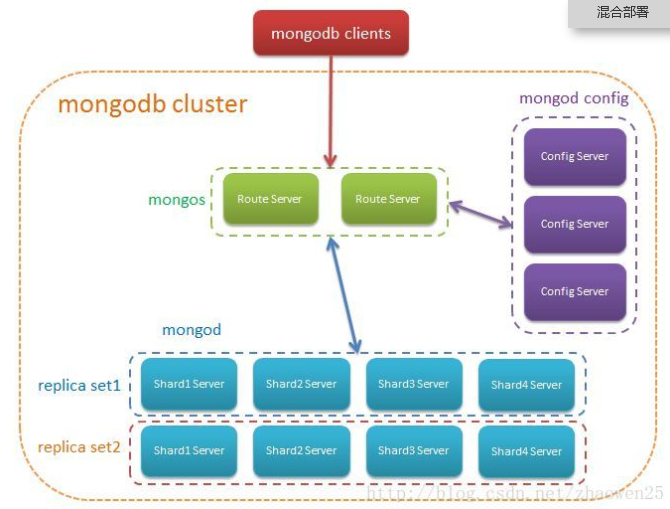 混合部署
mongodb clients
mongodb cluster
mongod config
Config Server
mongos
Route Server
Route Server
Config Server
Config Server
mongod
replica set1
Shard1 Server
Shard2 Server
Shard3 Server
Shard4 Server
replica set2
Shard1 Server
Shard2 Server
Shard3 Server
Shard4 Server
http://blog.csdn.net/zhaowen25